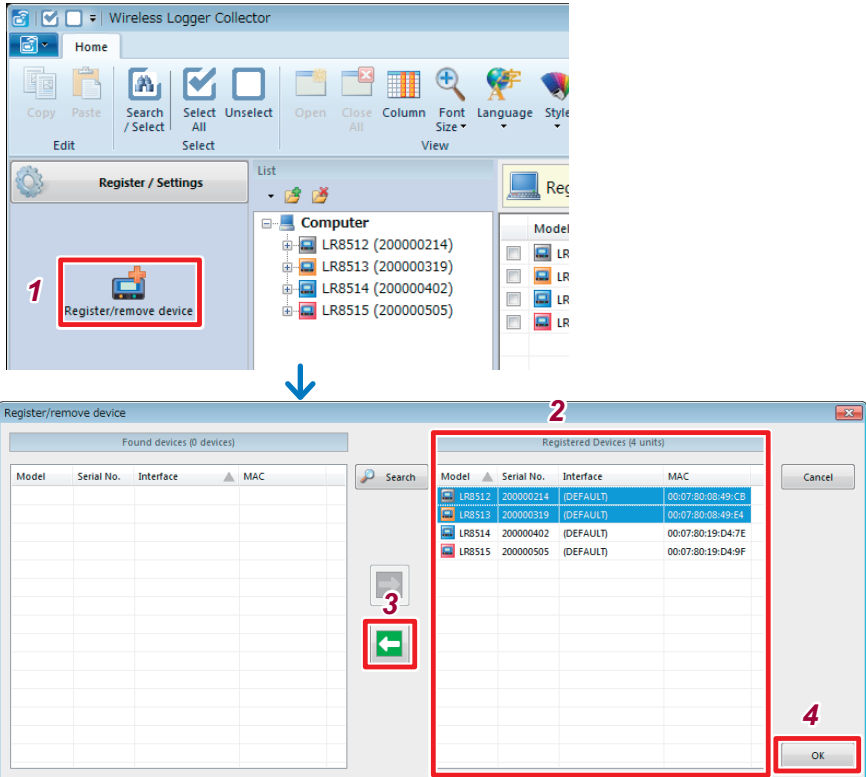 Wireless Logger Collector
Home
Copy Paste Search / Select Select All Unselect Open Close All Column Font Size Language Style
Edit Select View
Register / Settings
List
Reg
1
Register/remove device
Computer
LR8512 (200000214)
LR8513 (200000319)
LR8514 (200000402)
LR8515 (200000505)
Model
LR
LR
LR
LR
Register/remove device
2
Found devices (0 devices)
Model Serial No. Interface MAC
Search
3
Registered Devices (4 units)
Model Serial No. Interface MAC
LR8512 200000214 (DEFAULT) 00:07:80:08:49:CB
LR8513 200000319 (DEFAULT) 00:07:80:08:49:E4
LR8514 200000402 (DEFAULT) 00:07:80:19:D4:7E
LR8515 200000505 (DEFAULT) 00:07:80:19:D4:9F
Cancel
4
OK